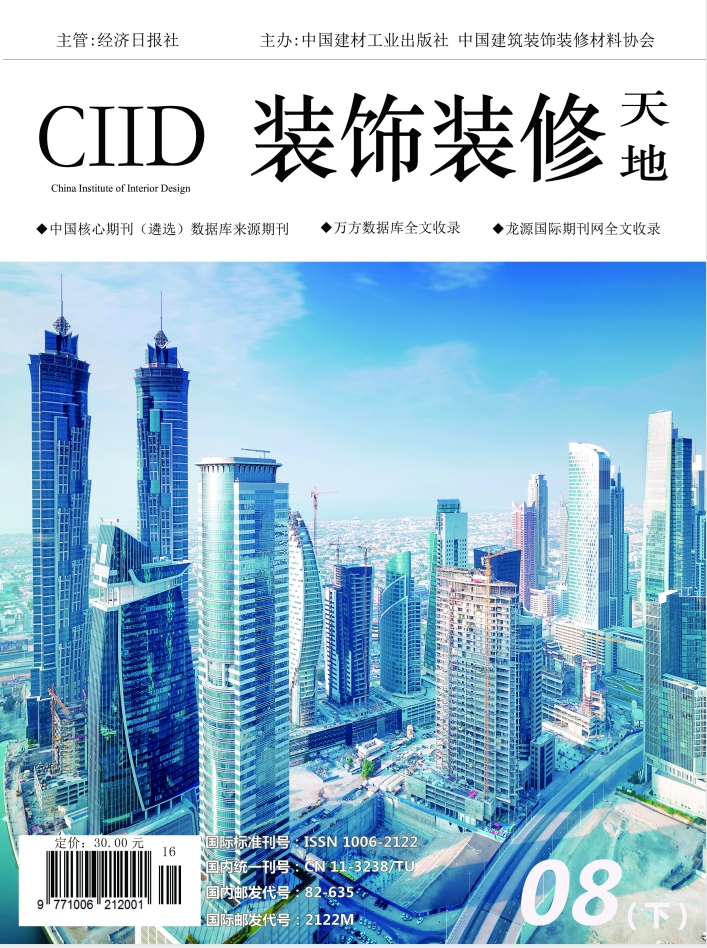 主管:经济日报社 主办:中国建材工业出版社 中国建筑装饰装修材料协会
CIID 装饰装修天地
China Institute of Interior Design
◆中国核心期刊（遴选）数据库来源期刊 ◆万方数据库全文收录 ◆龙源国际期刊网全文收录
定价: 30.00 元
16
9 771006 212001
国际标准刊号：ISSN 1006-2122
国内统一刊号：CN 11-3238/TU
国内邮发代号：82-635
国际邮发代号：2122M
08（下）